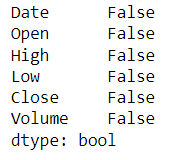 Date False
Open False
High False
Low False
Close False
Volume False
dtype: bool